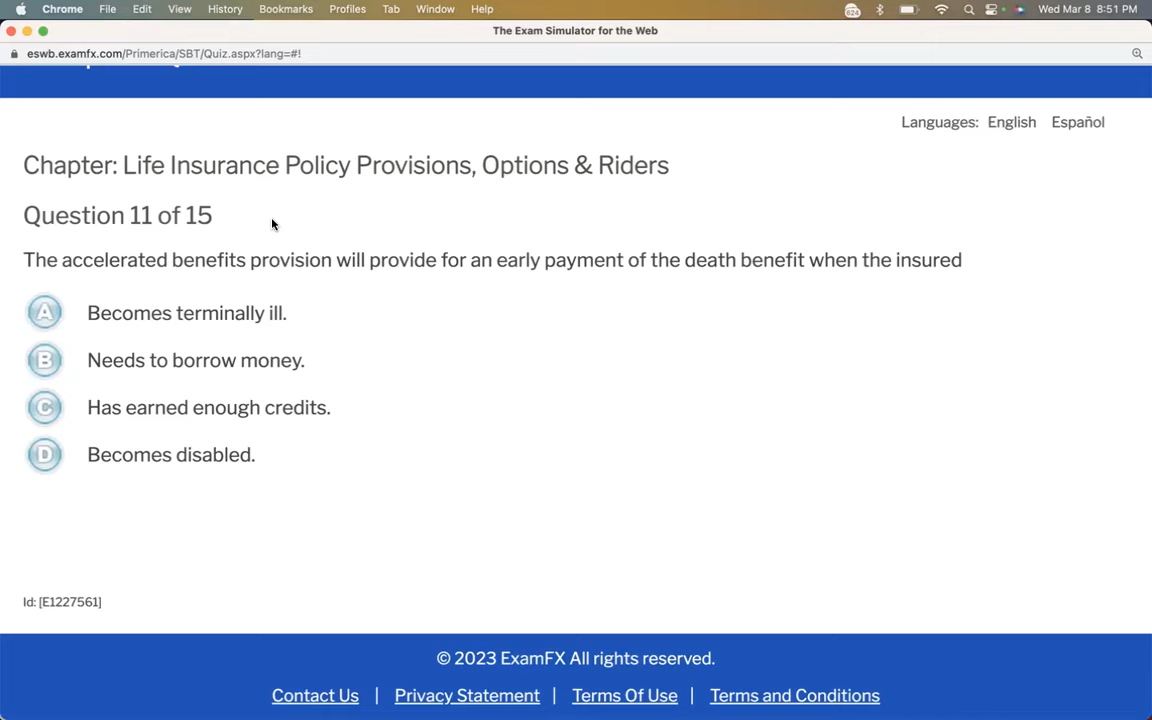 Chrome File Edit View History Bookmarks Profiles Tab Window Help 624 Wed Mar 8 8:51 PM
The Exam Simulator for the Web
eswb.examfx.com/Primerica/SBT/Quiz.aspx?lang=#!
Languages: English Español
Chapter: Life Insurance Policy Provisions, Options & Riders
Question 11 of 15
The accelerated benefits provision will provide for an early payment of the death benefit when the insured
A Becomes terminally ill.
B Needs to borrow money.
C Has earned enough credits.
D Becomes disabled.
Id: [E1227561]
© 2023 ExamFX All rights reserved.
Contact Us | Privacy Statement | Terms Of Use | Terms and Conditions